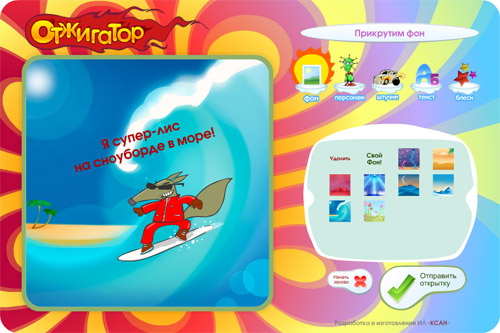 ОтЖигатоР
Прикрутим фон
фон
персонаж
штучки
текст
блеск
Я супер-лис
на сноуборде в море!
Удалить
Свой
Фон!
Начать
заново
Отправить
открытку
Разработка и изготовление ИЛ «КСАН»